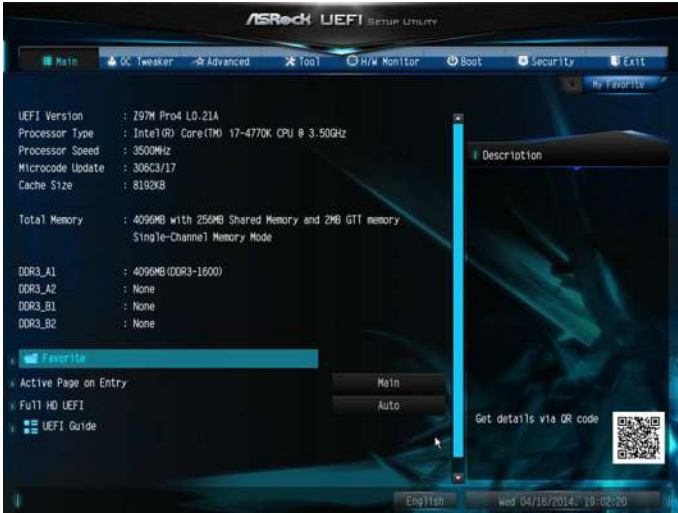 ASRock UEFI SETUP UTILITY
Main OC Tweaker Advanced Tool H/W Monitor Boot Security Exit
My Favorite
UEFI Version : Z97M Pro4 L0.21A
Processor Type : Intel(R) Core(TM) i7-4770K CPU @ 3.50GHz
Processor Speed : 3500MHz
Microcode Update : 306C3/17
Cache Size : 8192KB
Total Memory : 4096MB with 256MB Shared Memory and 2MB GTT memory
Single-Channel Memory Mode
DDR3_A1 : 4096MB(DDR3-1600)
DDR3_A2 : None
DDR3_B1 : None
DDR3_B2 : None
Favorite
Active Page on Entry Main
Full HD UEFI Auto
UEFI Guide
Description
Get details via QR code
English Wed 04/16/2014. 19:02:20